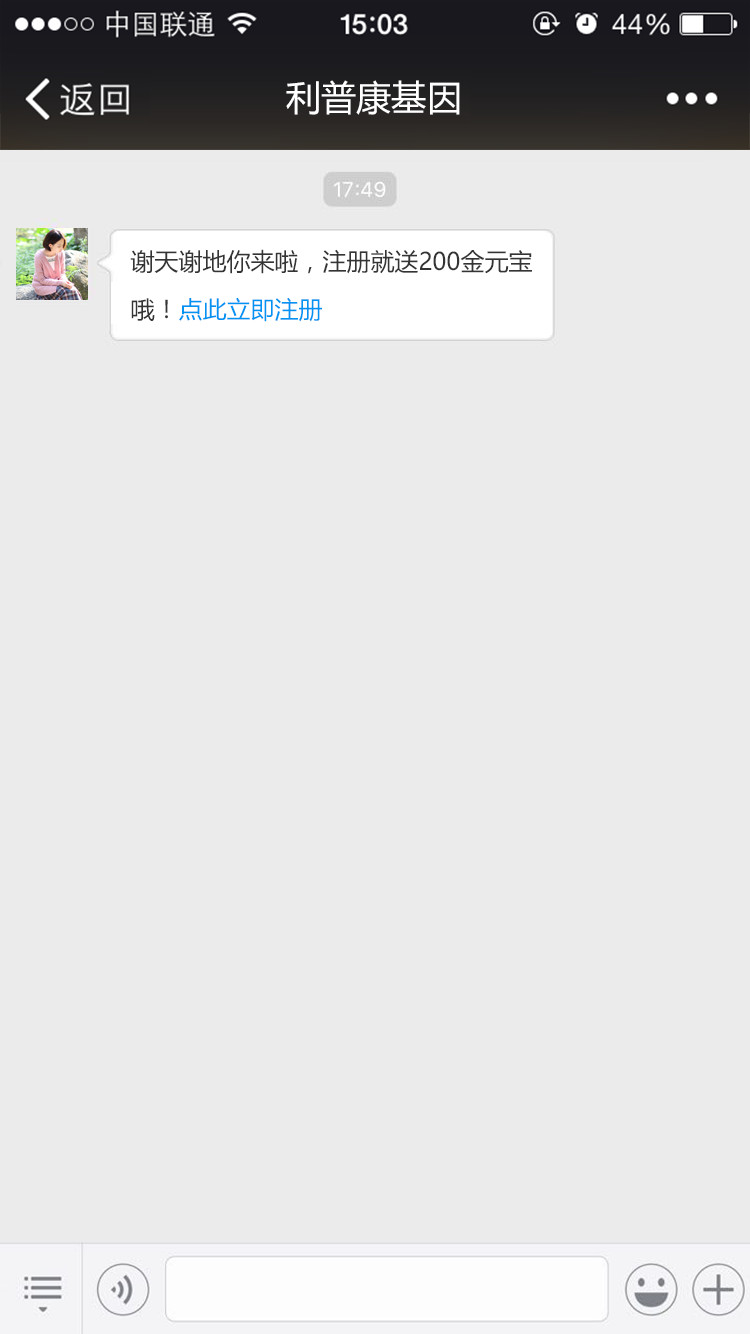 中国联通 15:03 44%
返回 利普康基因
17:49
谢天谢地你来啦，注册就送200金元宝
哦！点此立即注册